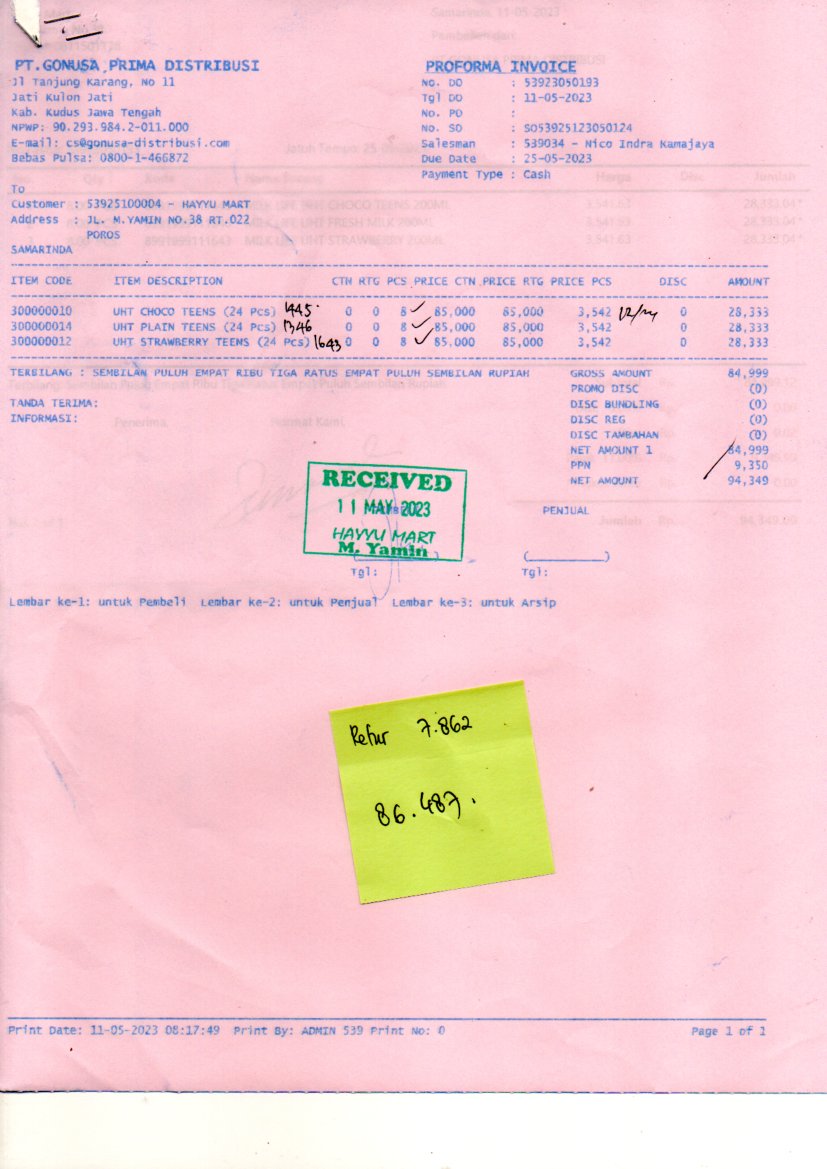 PT.GONUSA PRIMA DISTRIBUSI
Jl Tanjung Karang, No 11
Jati Kulon Jati
Kab. Kudus Jawa Tengah
NPWP: 90.293.984.2-011.000
E-mail: cs@gonusa-distribusi.com
Bebas Pulsa: 0800-1-466872
PROFORMA INVOICE
No. DO : 53923050193
Tgl DO : 11-05-2023
No. PO :
No. SO : SO53925123050124
Salesman : 539034 - Nico Indra Kamajaya
Due Date : 25-05-2023
Payment Type : Cash
To
Customer : 53925100004 - HAYYU MART
Address : JL. M.YAMIN NO.38 RT.022
POROS
SAMARINDA
ITEM CODE ITEM DESCRIPTION CTN RTG PCS PRICE CTN PRICE RTG PRICE PCS DISC AMOUNT
300000010 UHT CHOCO TEENS (24 Pcs) 1445 0 0 8 85,000 85,000 3,542 12/24 0 28,333
300000014 UHT PLAIN TEENS (24 Pcs) 1346 0 0 8 85,000 85,000 3,542 0 28,333
300000012 UHT STRAWBERRY TEENS (24 Pcs) 1643 0 0 8 85,000 85,000 3,542 0 28,333
TERBILANG : SEMBILAN PULUH EMPAT RIBU TIGA RATUS EMPAT PULUH SEMBILAN RUPIAH
TANDA TERIMA:
INFORMASI:
GROSS AMOUNT 84,999
PROMO DISC (0)
DISC BUNDLING (0)
DISC REG (0)
DISC TAMBAHAN (0)
NET AMOUNT 1 84,999
PPN 9,350
NET AMOUNT 94,349
RECEIVED
11 MAY 2023
HAYYU MART
M. Yamin
PENJUAL
(__________)
Tgl: Tgl:
Lembar ke-1: untuk Pembeli Lembar ke-2: untuk Penjual Lembar ke-3: untuk Arsip
Retur 7.862
86.487.
Print Date: 11-05-2023 08:17:49 Print By: ADMIN 539 Print No: 0 Page 1 of 1